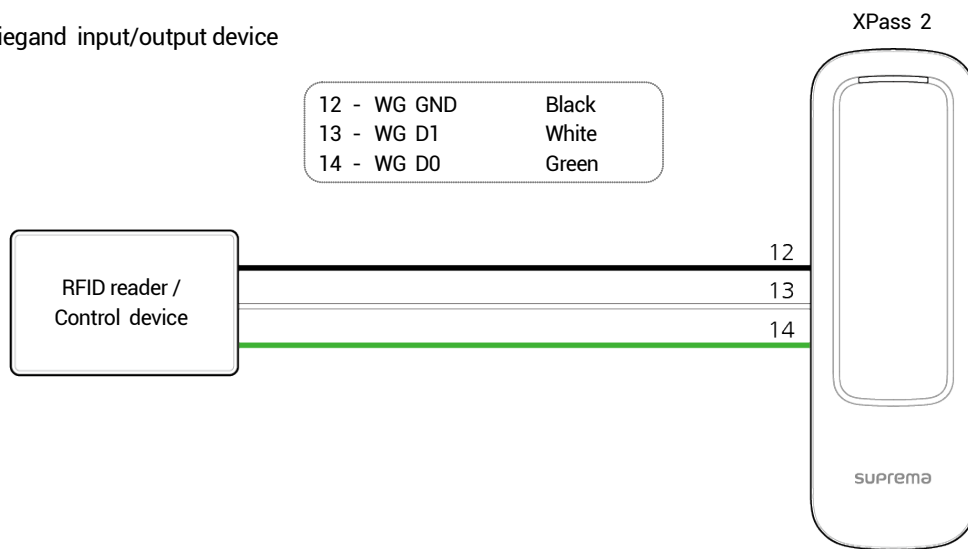 XPass 2
iegand input/output device
12 - WG GND Black
13 - WG D1 White
14 - WG D0 Green
12
RFID reader /
13
Control device
14
suprema